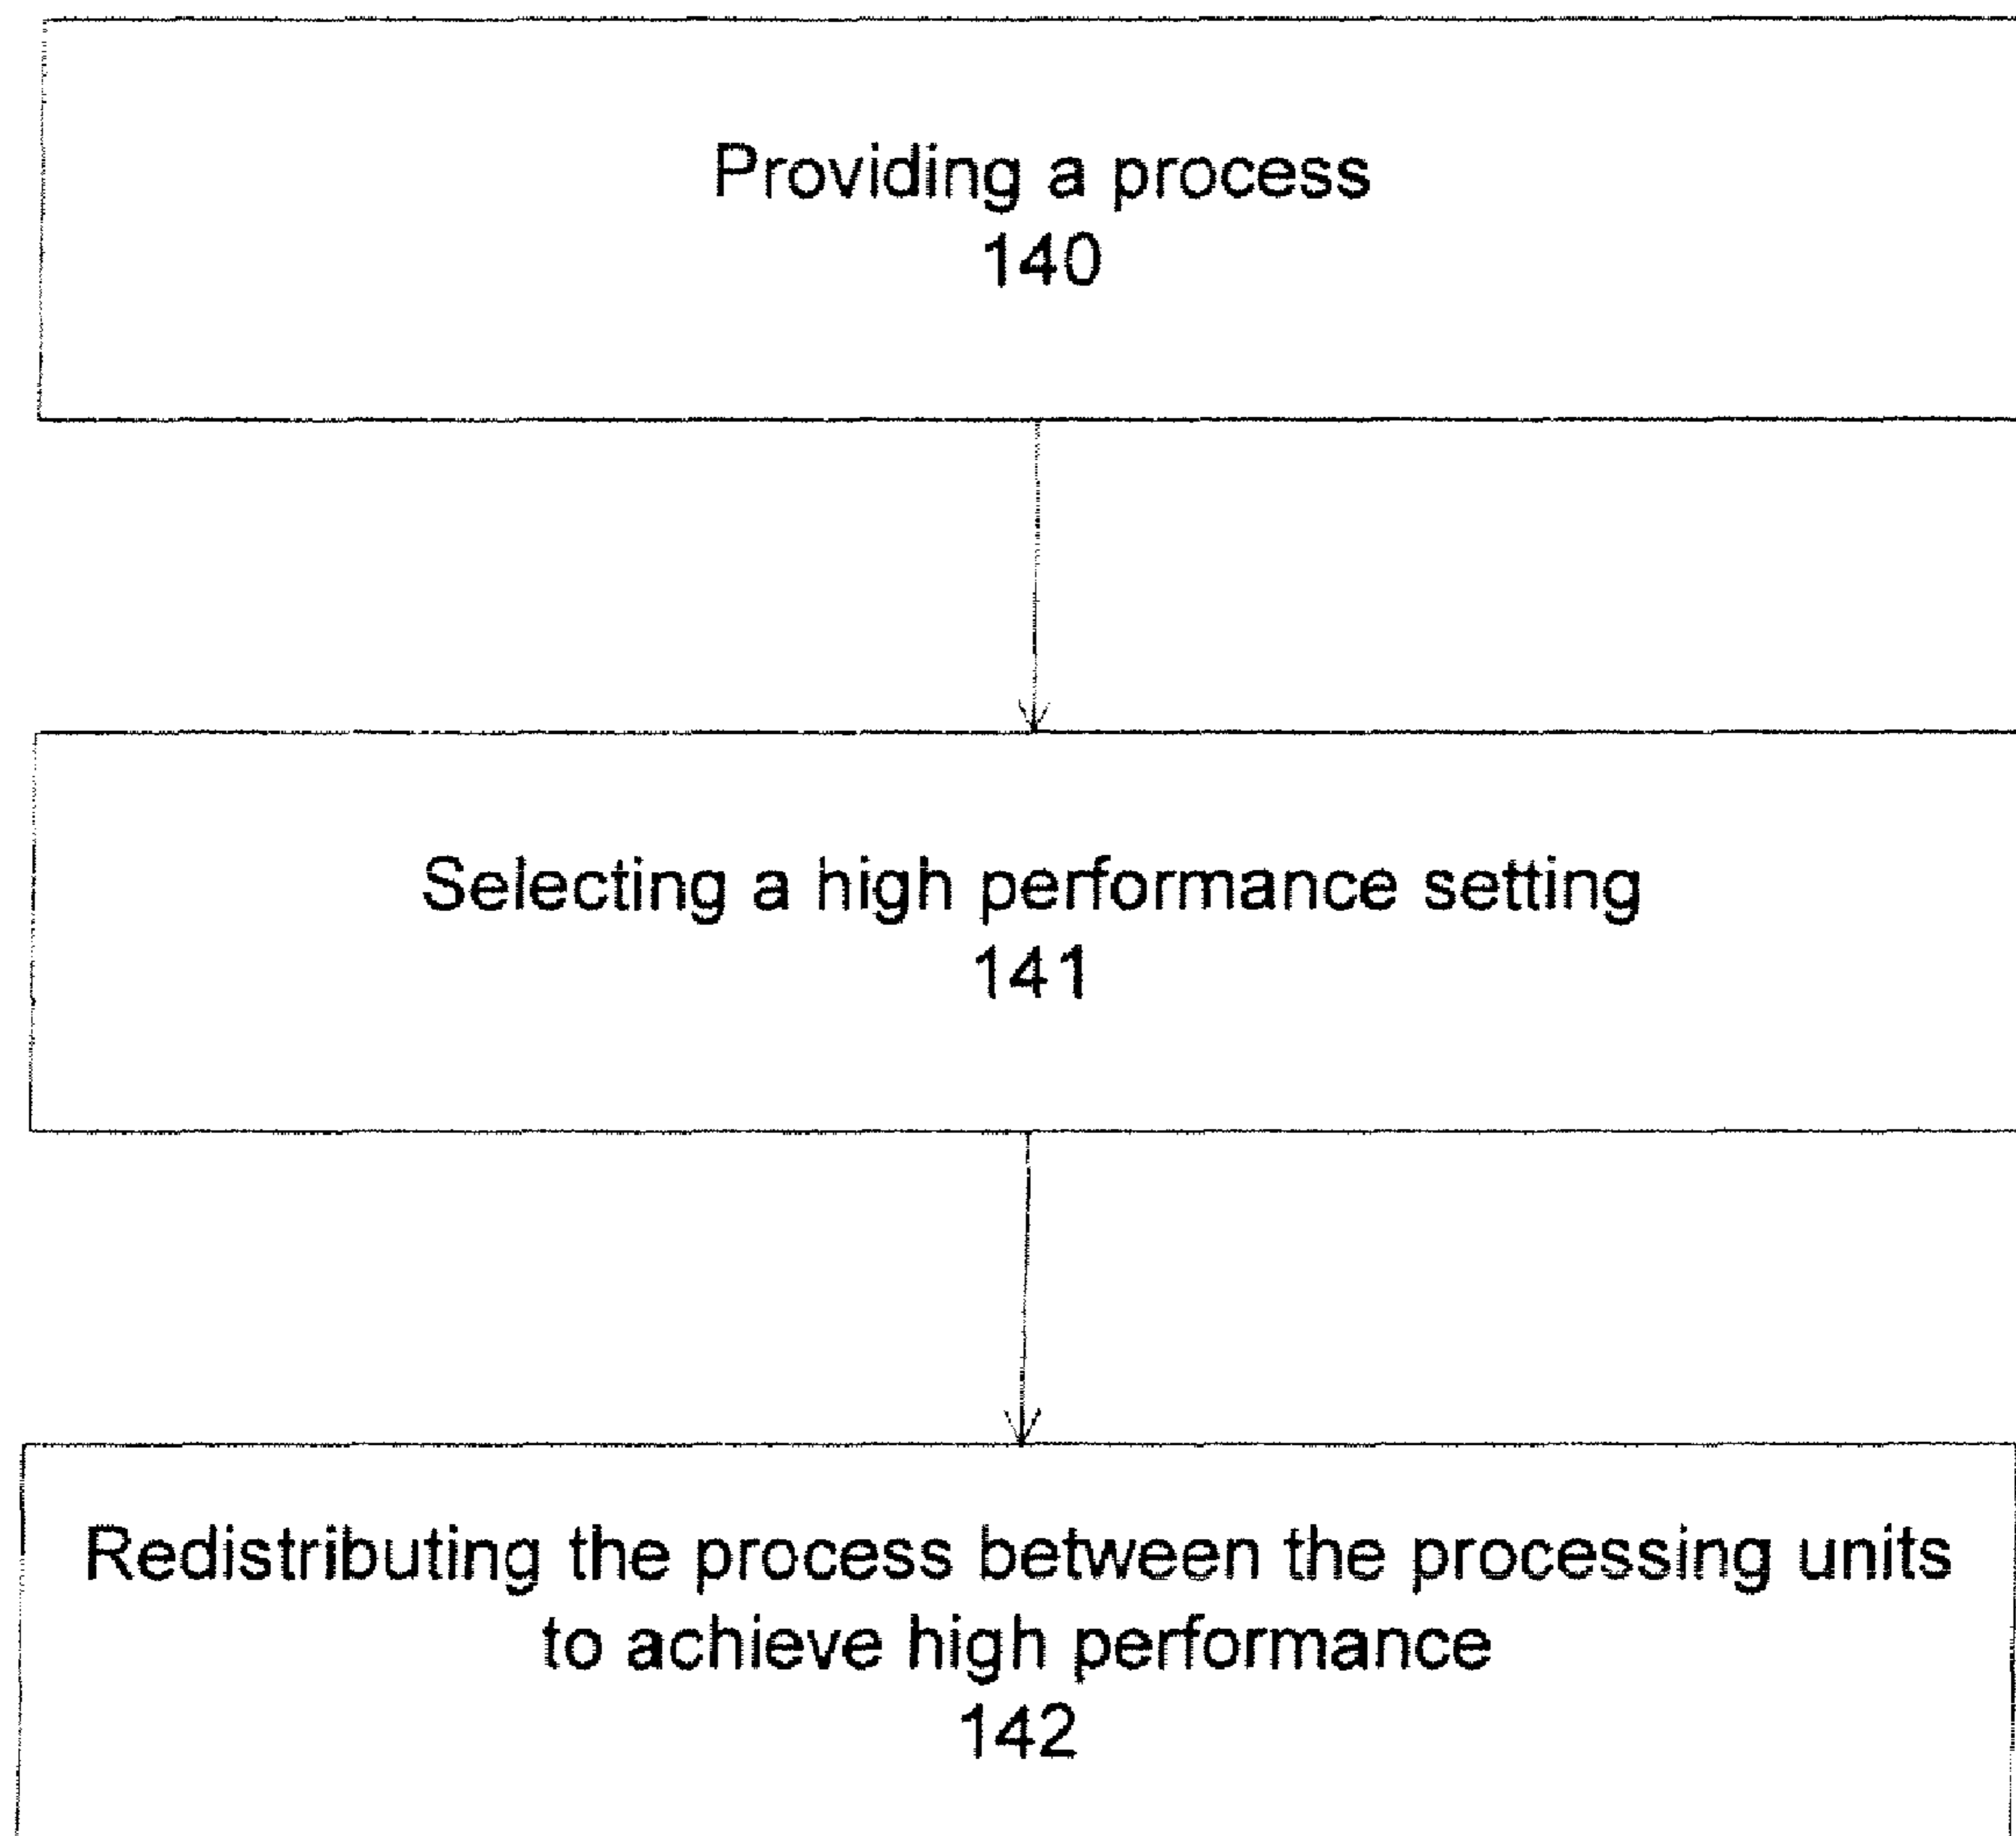 Providing a process
140
Selecting a high performance setting
141
Redistributing the process between the processing units
to achieve high performance
142